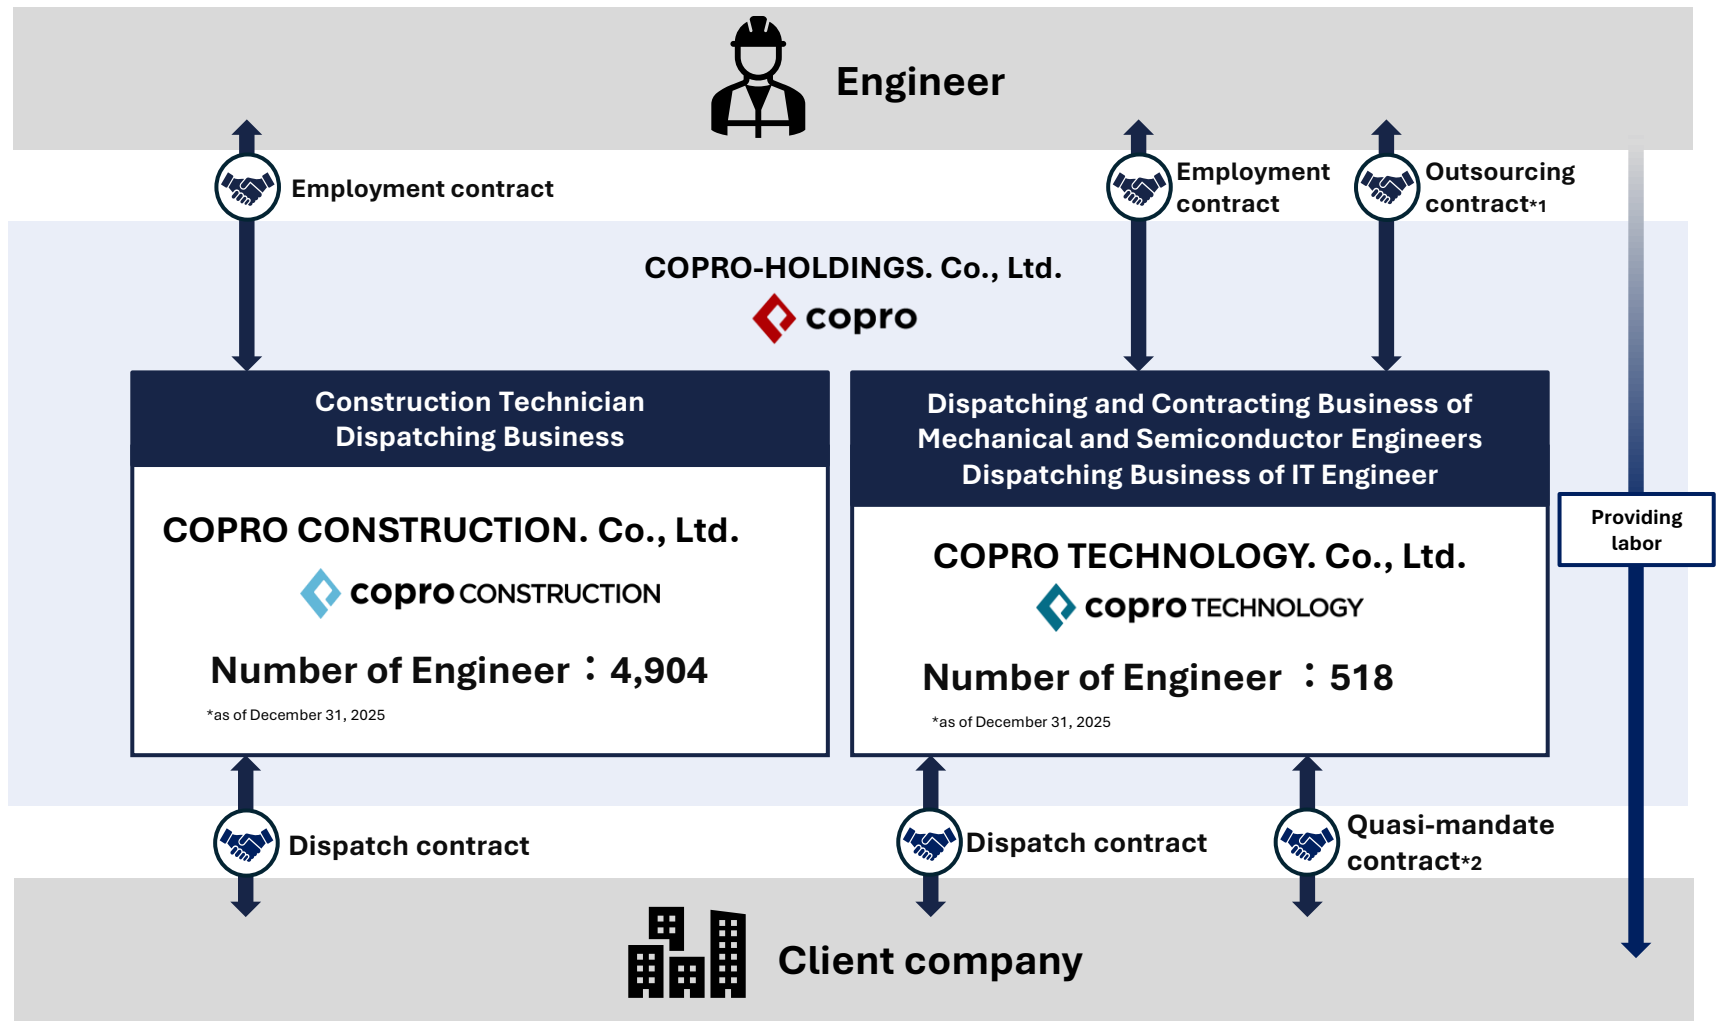 Engineer
Employment contract
Employment
contract
Outsourcing
contract*1
COPRO-HOLDINGS. Co., Ltd.
copro
Construction Technician
Dispatching Business
COPRO CONSTRUCTION. Co., Ltd.
copro CONSTRUCTION
Number of Engineer：4,904
*as of December 31, 2025
Dispatching and Contracting Business of
Mechanical and Semiconductor Engineers
Dispatching Business of IT Engineer
COPRO TECHNOLOGY. Co., Ltd.
copro TECHNOLOGY
Number of Engineer ：518
*as of December 31, 2025
Providing
labor
Dispatch contract
Dispatch contract
Quasi-mandate
contract*2
Client company